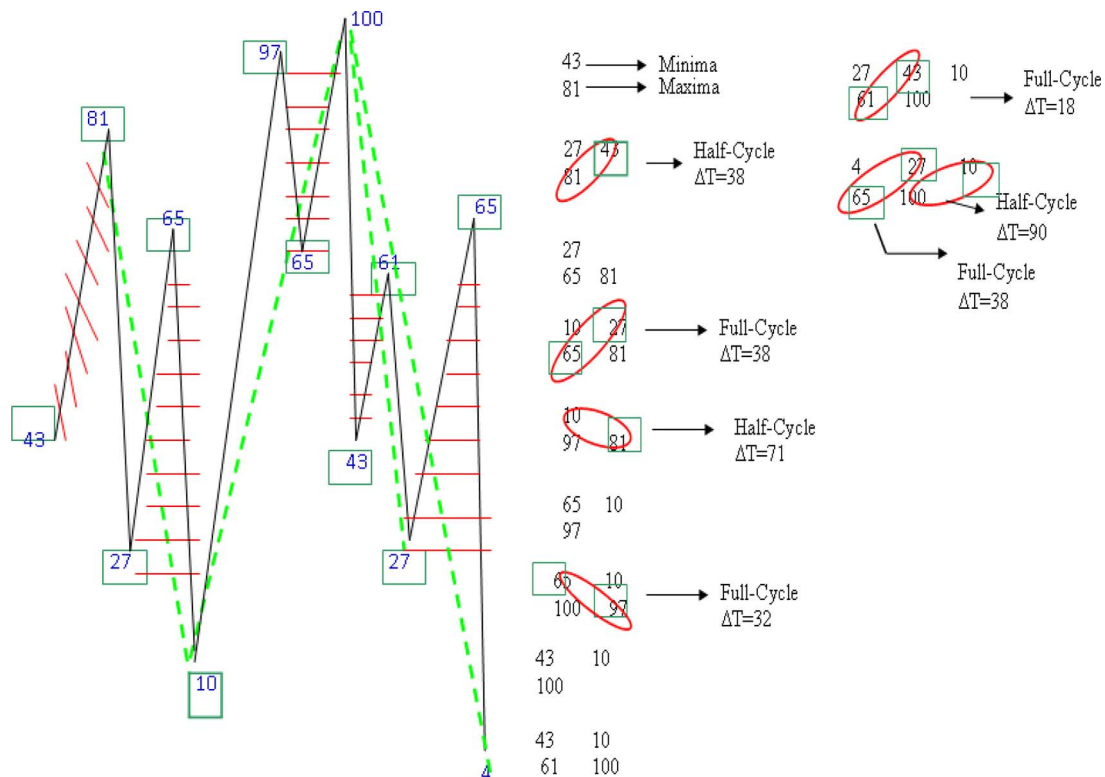 100
97
81
65
65
65
61
43
43
27
27
10
4
43 Minima
81 Maxima
27 43
81
Half-Cycle
ΔT=38
27
65 81
10 27
65 81
Full-Cycle
ΔT=38
10
97 81
Half-Cycle
ΔT=71
65 10
97
65 10
100 97
Full-Cycle
ΔT=32
43 10
100
43 10
61 100
27 43 10
61 100
Full-Cycle
ΔT=18
4 27 10
65 100
Half-Cycle
ΔT=90
Full-Cycle
ΔT=38